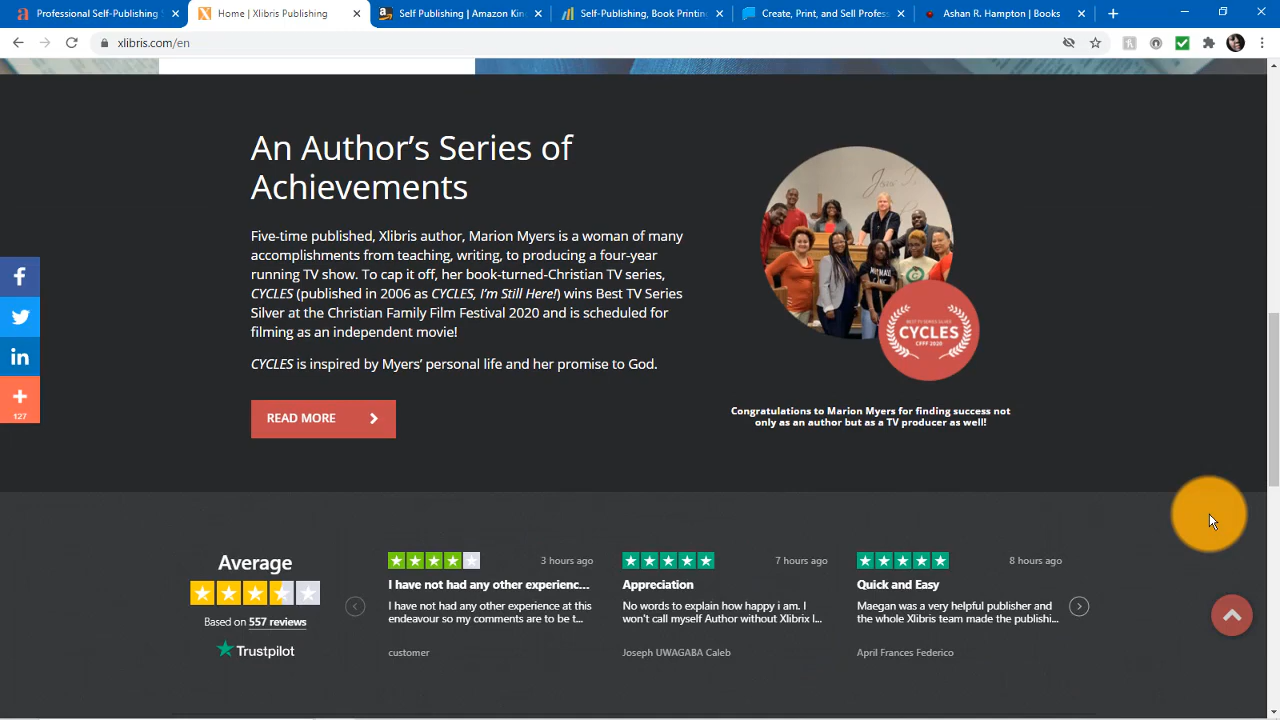 Professional Self-Publishing
Home | Xlibris Publishing
Self Publishing | Amazon Kin
Self-Publishing, Book Printing
Create, Print, and Sell Profess
Ashan R. Hampton | Books
xlibris.com/en
An Author's Series of
Achievements
Five-time published, Xlibris author, Marion Myers is a woman of many
accomplishments from teaching, writing, to producing a four-year
running TV show. To cap it off, her book-turned-Christian TV series,
CYCLES (published in 2006 as CYCLES, I'm Still Here!) wins Best TV Series
Silver at the Christian Family Film Festival 2020 and is scheduled for
filming as an independent movie!
CYCLES is inspired by Myers' personal life and her promise to God.
READ MORE
BEST TV SERIES SILVER
CYCLES
CFFF 2020
Congratulations to Marion Myers for finding success not
only as an author but as a TV producer as well!
127
Average
Based on 557 reviews
Trustpilot
3 hours ago
I have not had any other experienc...
I have not had any other experience at this
endeavour so my comments are to be t...
customer
7 hours ago
Appreciation
No words to explain how happy i am. I
won't call myself Author without Xlibrix I...
Joseph UWAGABA Caleb
8 hours ago
Quick and Easy
Maegan was a very helpful publisher and
the whole Xlibris team made the publishi...
April Frances Federico